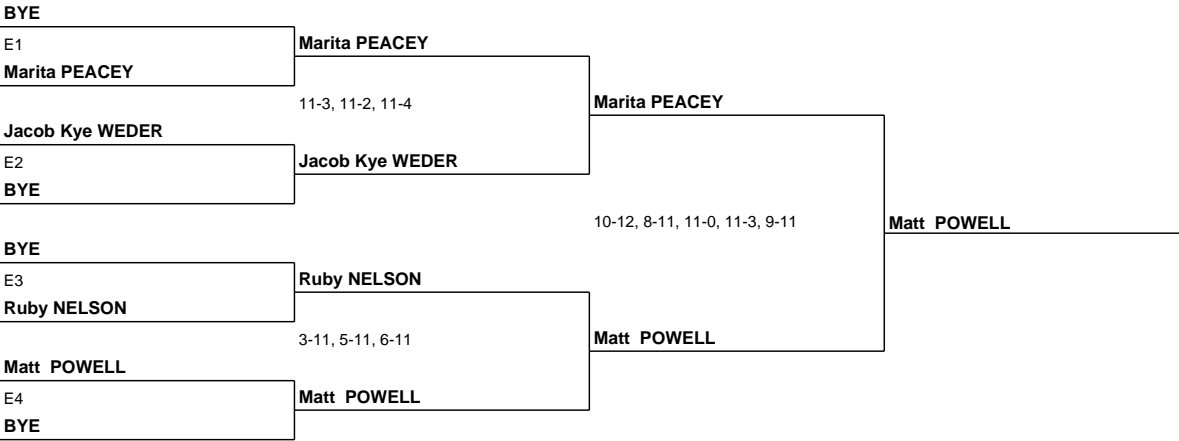 BYE
E1
Marita PEACEY
Marita PEACEY
11-3, 11-2, 11-4
Marita PEACEY
Jacob Kye WEDER
E2
Jacob Kye WEDER
BYE
10-12, 8-11, 11-0, 11-3, 9-11
Matt POWELL
BYE
E3
Ruby NELSON
Ruby NELSON
3-11, 5-11, 6-11
Matt POWELL
Matt POWELL
E4
Matt POWELL
BYE